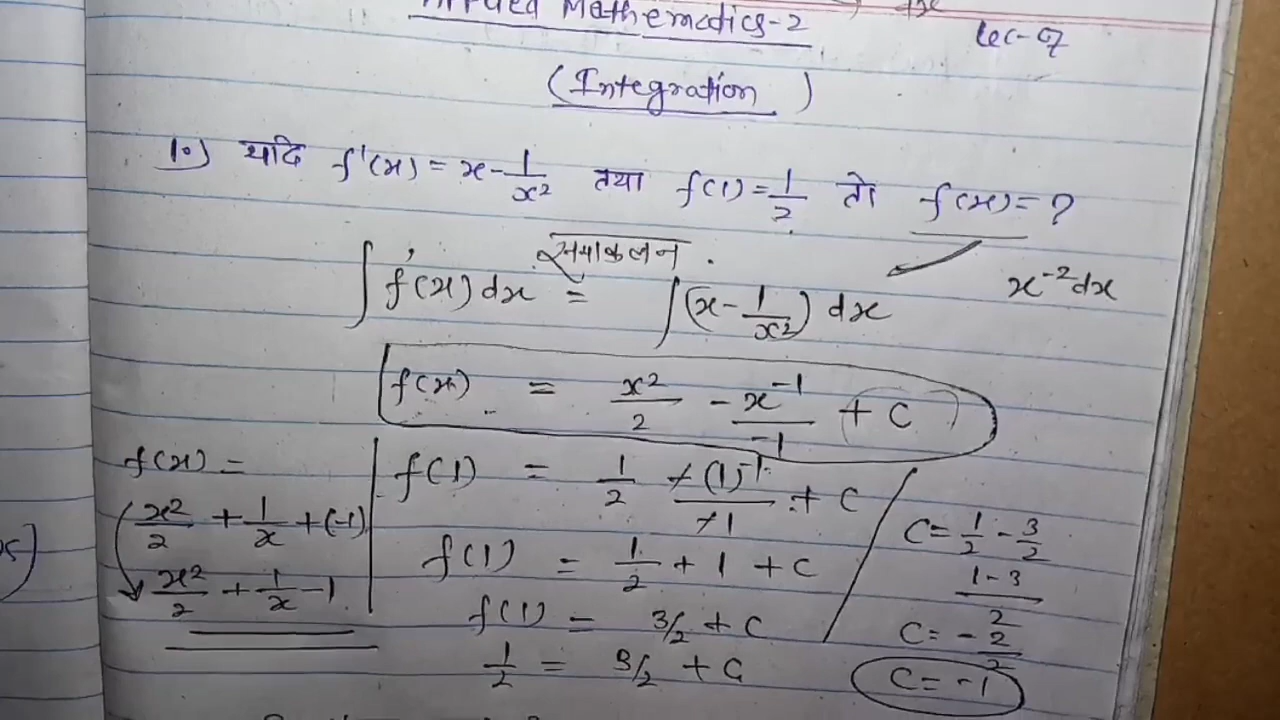 Applied Mathematics-2
Lec-07
(Integration)
10) यदि f'(x) = x - 1/x² तथा f(1) = 1/2 तो f(x) = ?
समाकलन
∫ f'(x) dx = ∫ (x - 1/x²) dx
x⁻² dx
f(x) = x²/2 - x⁻¹/-1 + C
f(1) = 1/2 - (1)⁻¹/-1 + C
f(1) = 1/2 + 1 + C
f(1) = 3/2 + C
1/2 = 3/2 + C
C = 1/2 - 3/2
1-3/2
C = -2/2
C = -1
f(x) =
x²/2 + 1/x + (-1)
x²/2 + 1/x - 1